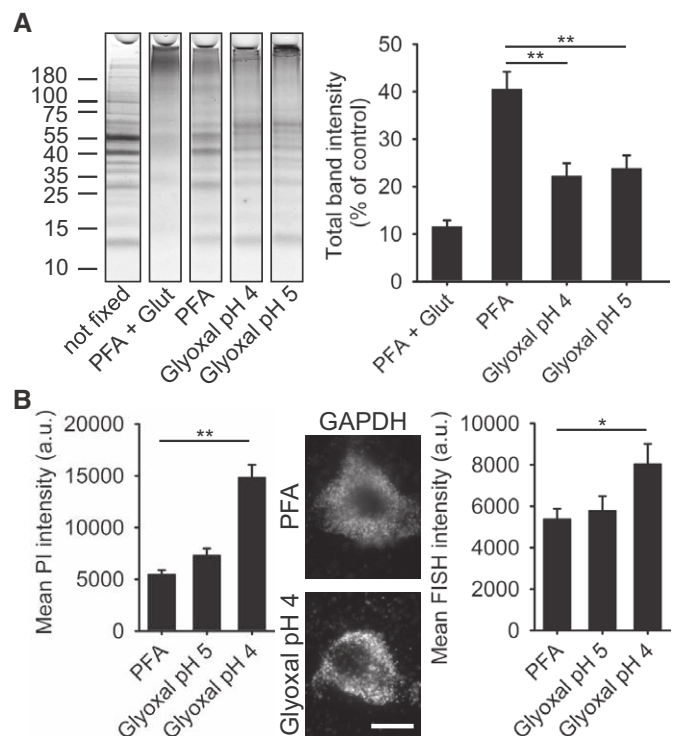 A
180
100
75
55
40
35
25
15
10
not fixed
PFA + Glut
PFA
Glyoxal pH 4
Glyoxal pH 5
Total band intensity
(% of control)
50
40
30
20
10
0
**
**
PFA + Glut
PFA
Glyoxal pH 4
Glyoxal pH 5
B
Mean PI intensity (a.u.)
20000
15000
10000
5000
0
**
PFA
Glyoxal pH 5
Glyoxal pH 4
GAPDH
PFA
Glyoxal pH 4
Mean FISH intensity (a.u.)
10000
8000
6000
4000
2000
0
*
PFA
Glyoxal pH 5
Glyoxal pH 4